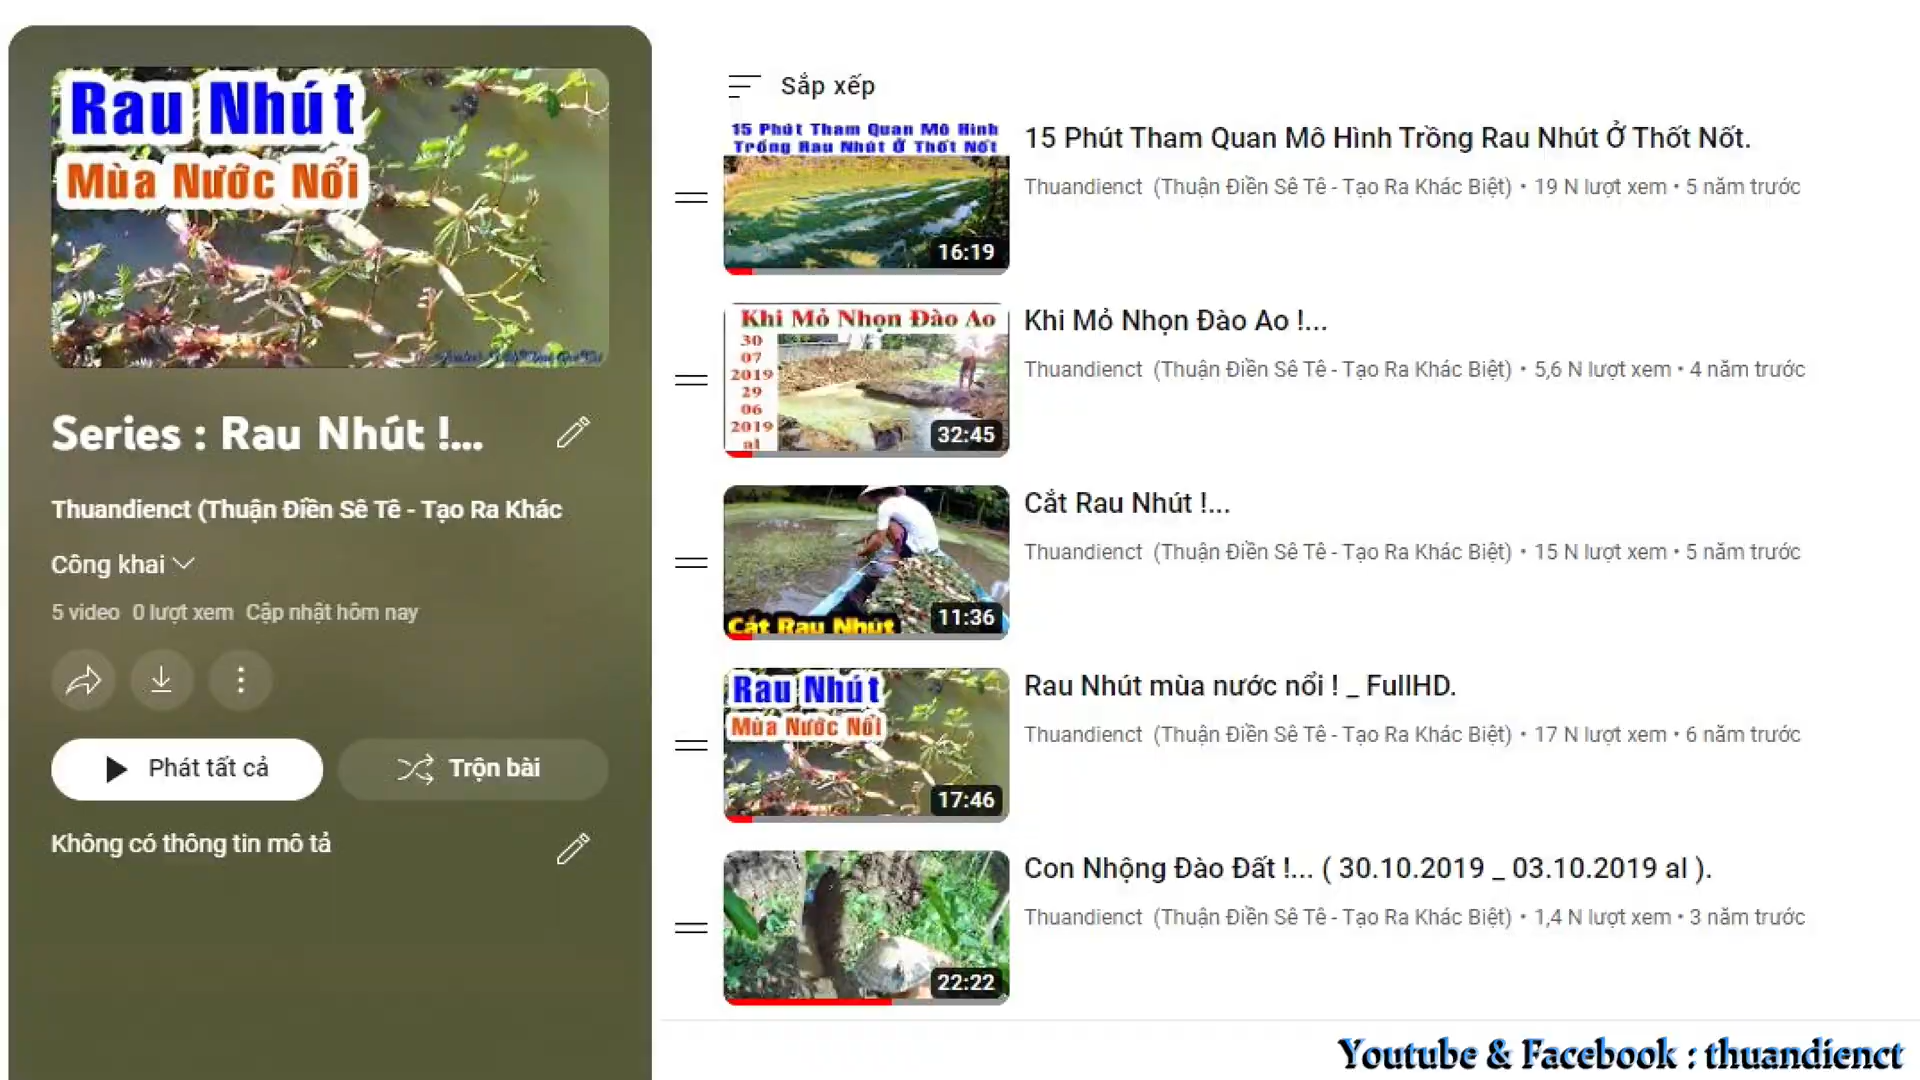 Rau Nhút
Mùa Nước Nổi
Series : Rau Nhút !...
Thuandienct (Thuận Điền Sê Tê - Tạo Ra Khác
Công khai
5 video 0 lượt xem Cập nhật hôm nay
Phát tất cả
Trộn bài
Không có thông tin mô tả
Sắp xếp
15 Phút Tham Quan Mô Hình
Trồng Rau Nhút Ở Thốt Nốt
16:19
15 Phút Tham Quan Mô Hình Trồng Rau Nhút Ở Thốt Nốt.
Thuandienct (Thuận Điền Sê Tê - Tạo Ra Khác Biệt) • 19 N lượt xem • 5 năm trước
Khi Mỏ Nhọn Đào Ao
30
07
2019
29
06
2019
al
32:45
Khi Mỏ Nhọn Đào Ao !...
Thuandienct (Thuận Điền Sê Tê - Tạo Ra Khác Biệt) • 5,6 N lượt xem • 4 năm trước
Cắt Rau Nhút
11:36
Cắt Rau Nhút !...
Thuandienct (Thuận Điền Sê Tê - Tạo Ra Khác Biệt) • 15 N lượt xem • 5 năm trước
Rau Nhút
Mùa Nước Nổi
17:46
Rau Nhút mùa nước nổi ! _ FullHD.
Thuandienct (Thuận Điền Sê Tê - Tạo Ra Khác Biệt) • 17 N lượt xem • 6 năm trước
22:22
Con Nhộng Đào Đất !... ( 30.10.2019 _ 03.10.2019 al ).
Thuandienct (Thuận Điền Sê Tê - Tạo Ra Khác Biệt) • 1,4 N lượt xem • 3 năm trước
Youtube & Facebook : thuandienct